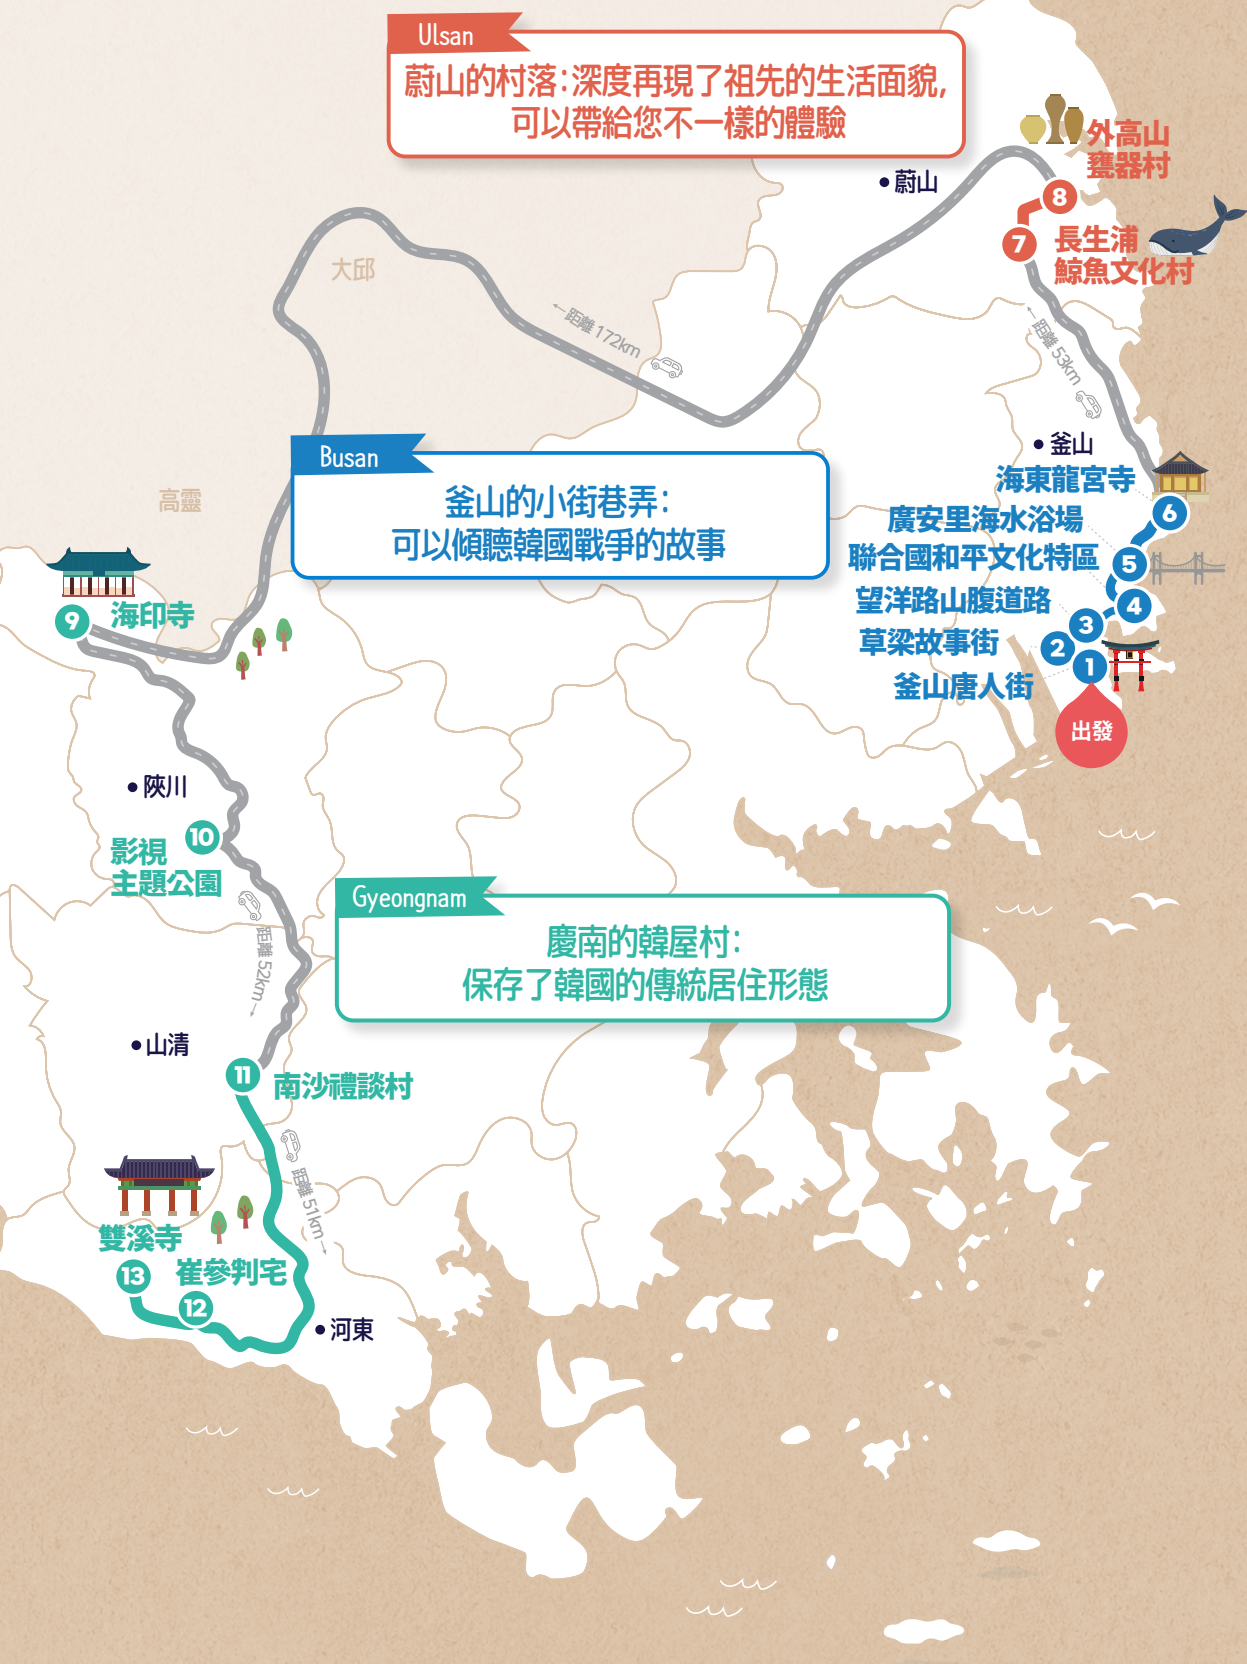 Ulsan
蔚山的村落：深度再現了祖先的生活面貌,
可以帶給您不一樣的體驗
外高山
甕器村
蔚山
8
7
長生浦
鯨魚文化村
大邱
←距離 172km
←距離 53km
釜山
Busan
釜山的小街巷弄：
可以傾聽韓國戰爭的故事
高靈
海東龍宮寺
6
廣安里海水浴場
聯合國和平文化特區
5
望洋路山腹道路
4
3
草梁故事街
2
1
釜山唐人街
出發
9
海印寺
陜川
10
影視
主題公園
Gyeongnam
慶南的韓屋村：
保存了韓國的傳統居住形態
距離 52km→
山清
11
南沙禮談村
距離 51km→
雙溪寺
13
崔參判宅
12
河東